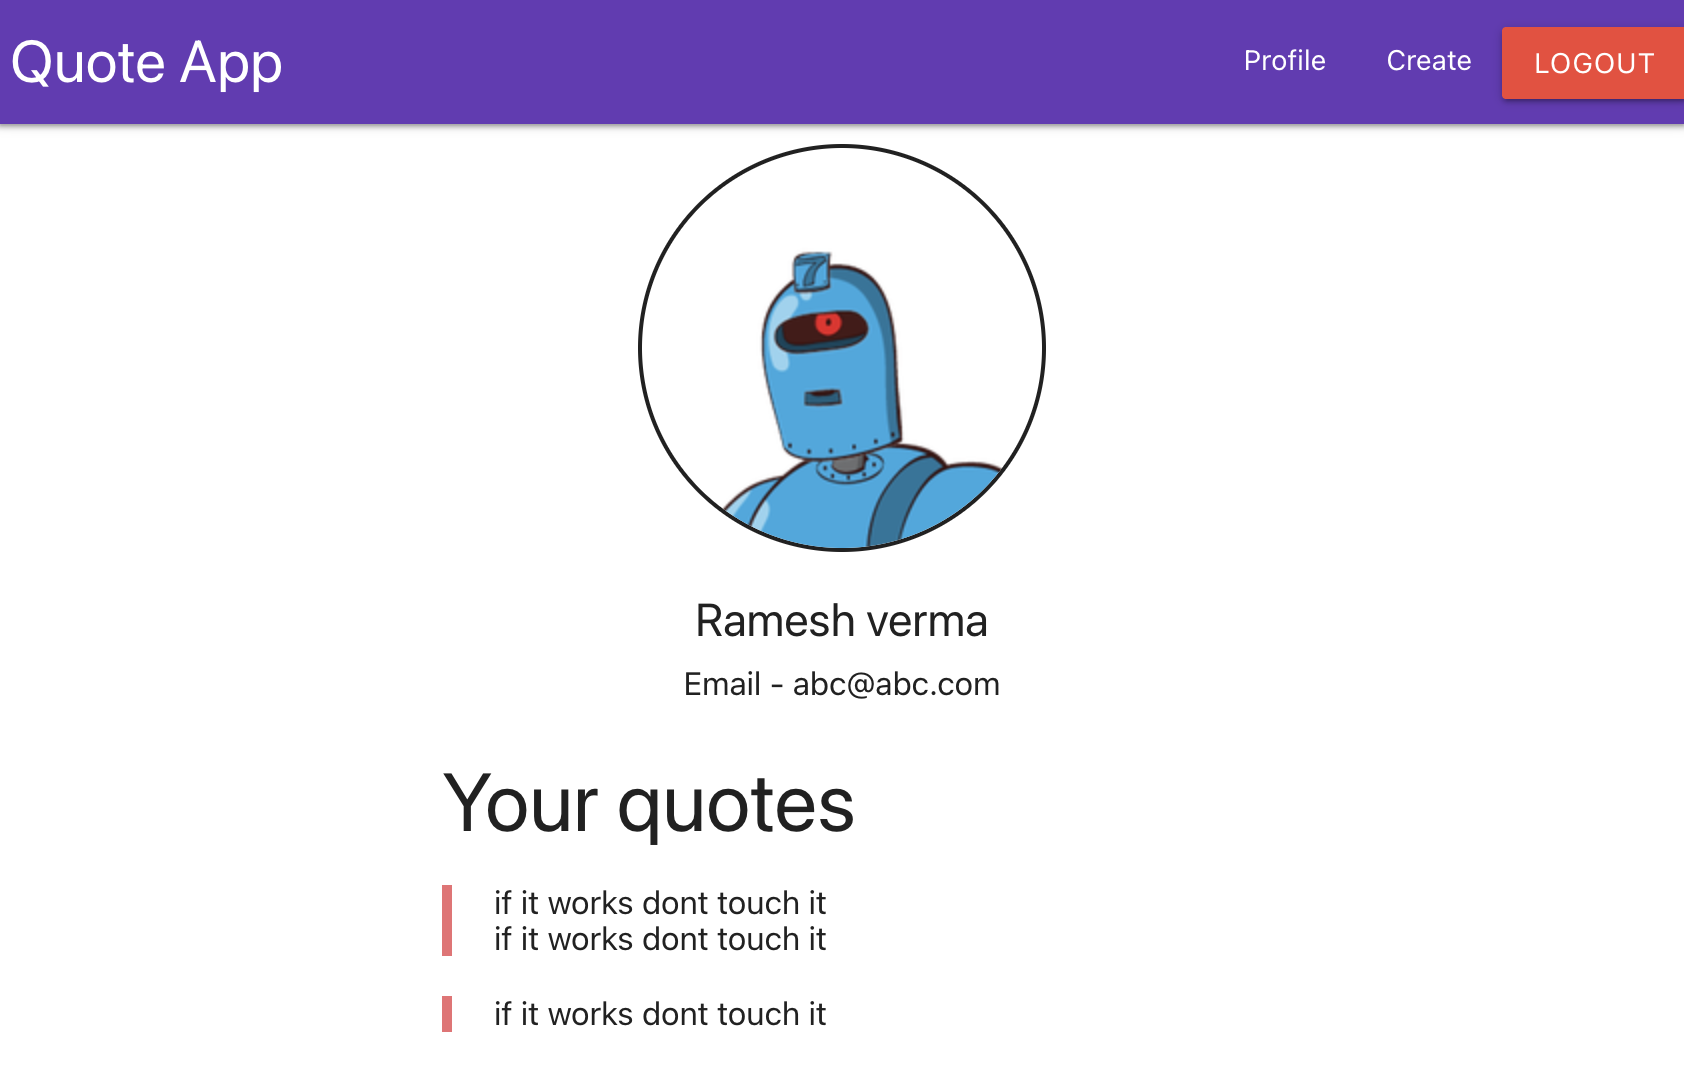 Quote App
Profile
Create
LOGOUT
7
Ramesh verma
Email - abc@abc.com
Your quotes
if it works dont touch it
if it works dont touch it
if it works dont touch it